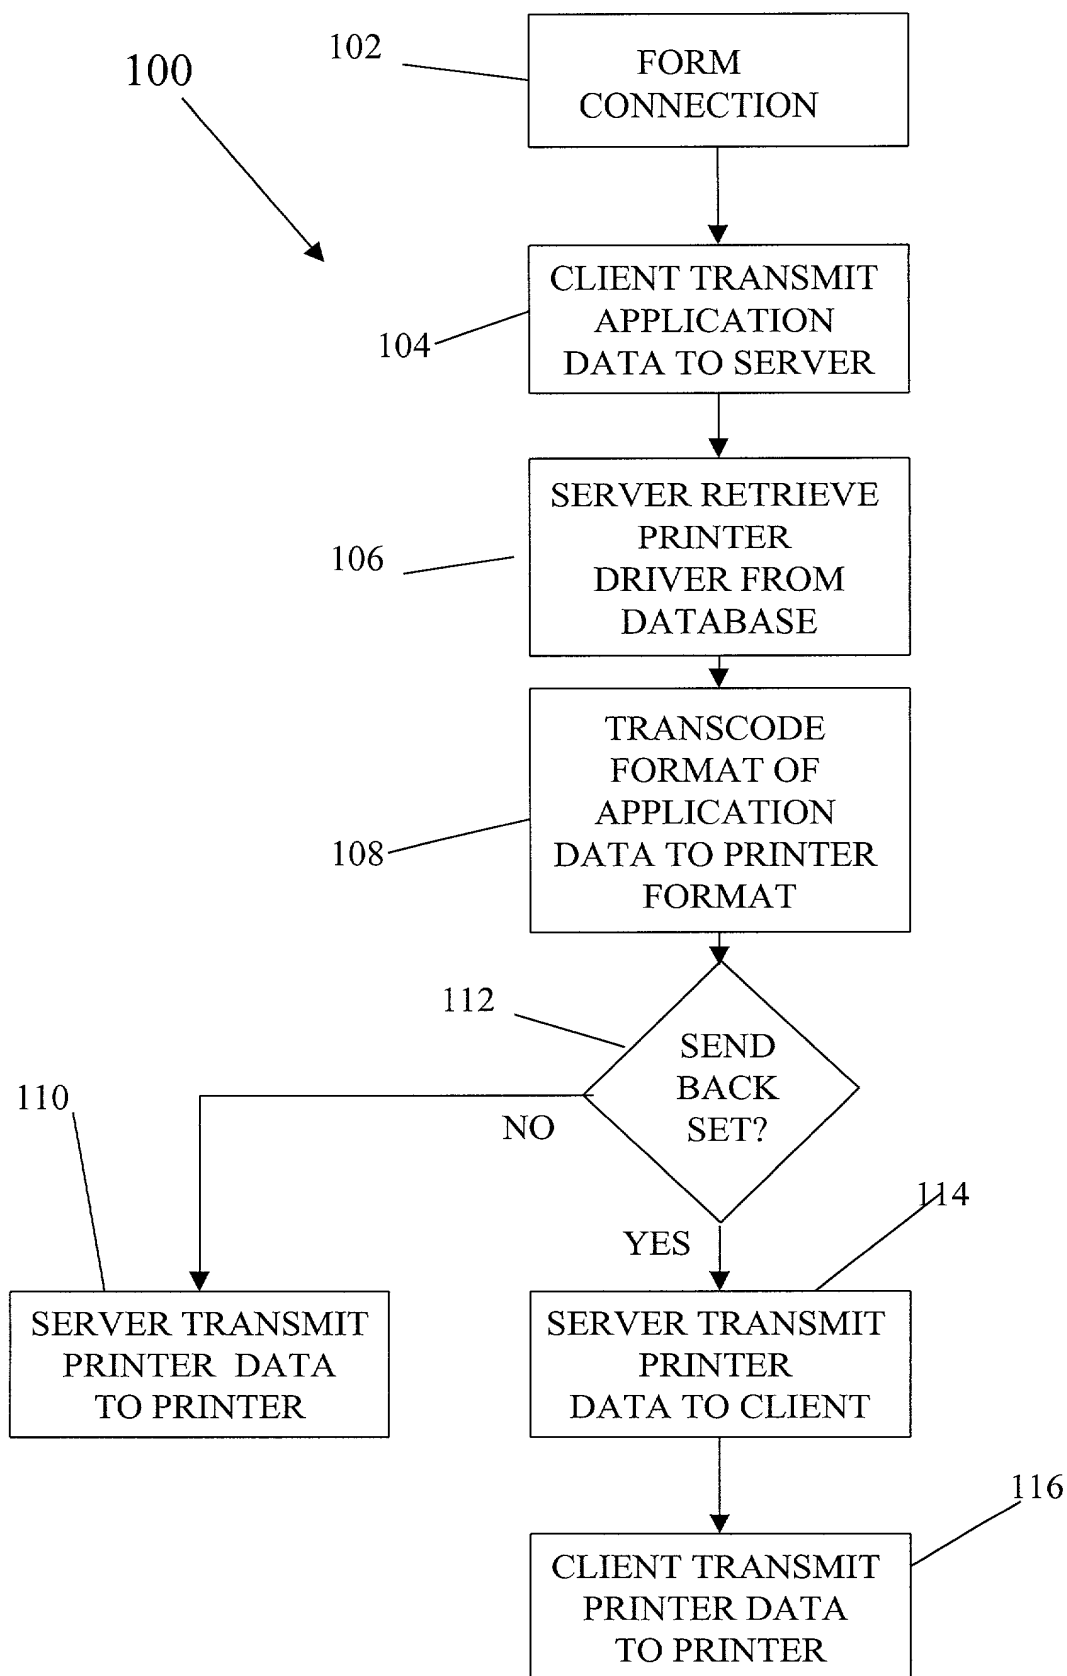 102
FORM
CONNECTION
100
CLIENT TRANSMIT
APPLICATION
DATA TO SERVER
104
SERVER RETRIEVE
PRINTER
DRIVER FROM
DATABASE
106
TRANSCODE
FORMAT OF
APPLICATION
DATA TO PRINTER
FORMAT
108
112
SEND
BACK
SET?
110
NO
YES
114
SERVER TRANSMIT
PRINTER DATA
TO PRINTER
SERVER TRANSMIT
PRINTER
DATA TO CLIENT
116
CLIENT TRANSMIT
PRINTER DATA
TO PRINTER